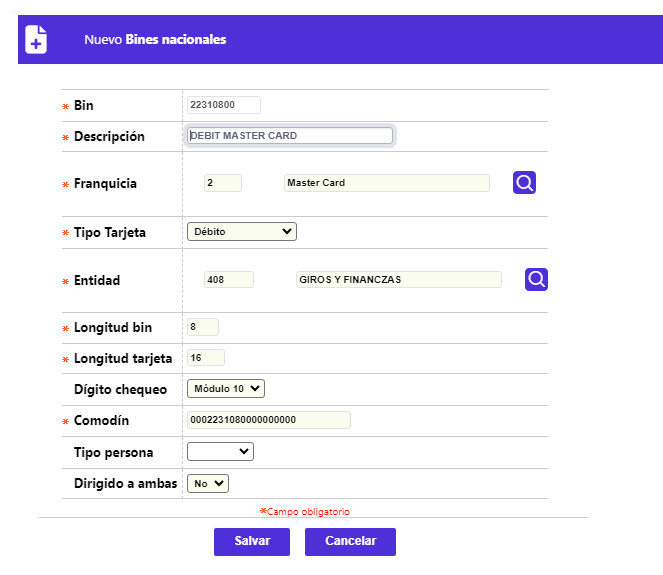 Nuevo Bines nacionales
* Bin 22310800
* Descripción DEBIT MASTER CARD
* Franquicia 2 Master Card
* Tipo Tarjeta Débito
* Entidad 408 GIROS Y FINANCZAS
* Longitud bin 8
* Longitud tarjeta 16
Dígito chequeo Módulo 10
* Comodín 0002231080000000000
Tipo persona
Dirigido a ambas No
*Campo obligatorio
Salvar Cancelar